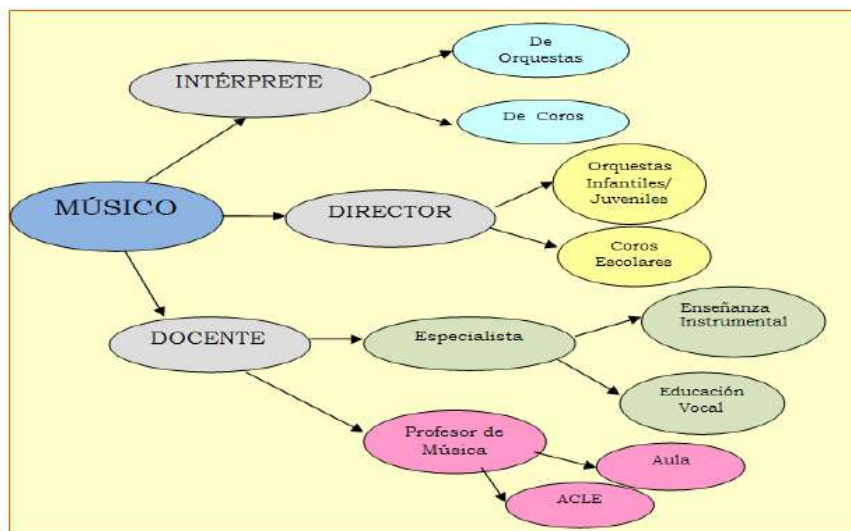 De
Orquestas
INTÉRPRETE
De Coros
Orquestas
Infantiles/
Juveniles
MÚSICO
DIRECTOR
Coros
Escolares
Enseñanza
Instrumental
DOCENTE
Especialista
Educación
Vocal
Profesor de
Música
Aula
ACLE